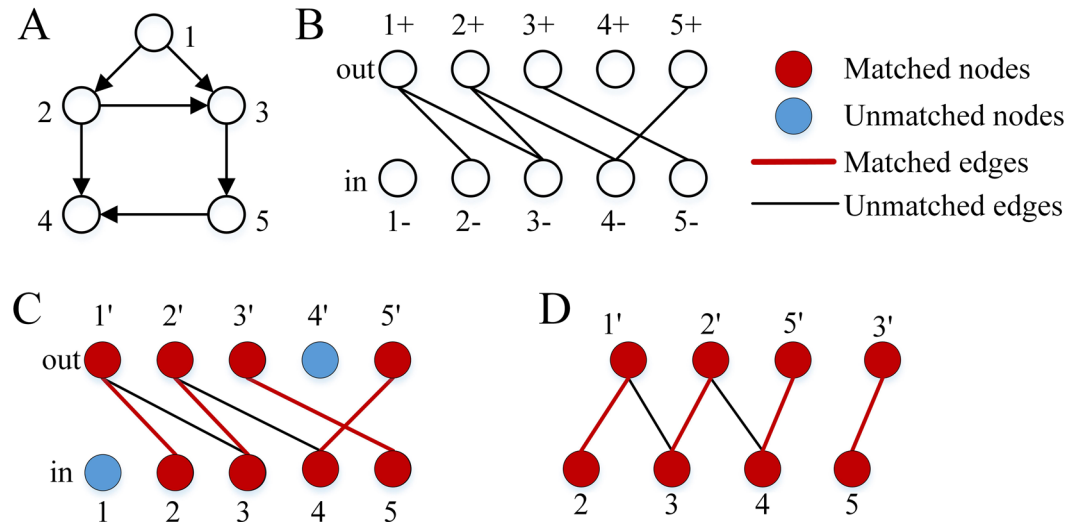 A
1
2
3
4
5
B
1+ 2+ 3+ 4+ 5+
out
in
1- 2- 3- 4- 5-
Matched nodes
Unmatched nodes
Matched edges
Unmatched edges
C
1' 2' 3' 4' 5'
out
in
1 2 3 4 5
D
1' 2' 5' 3'
2 3 4 5